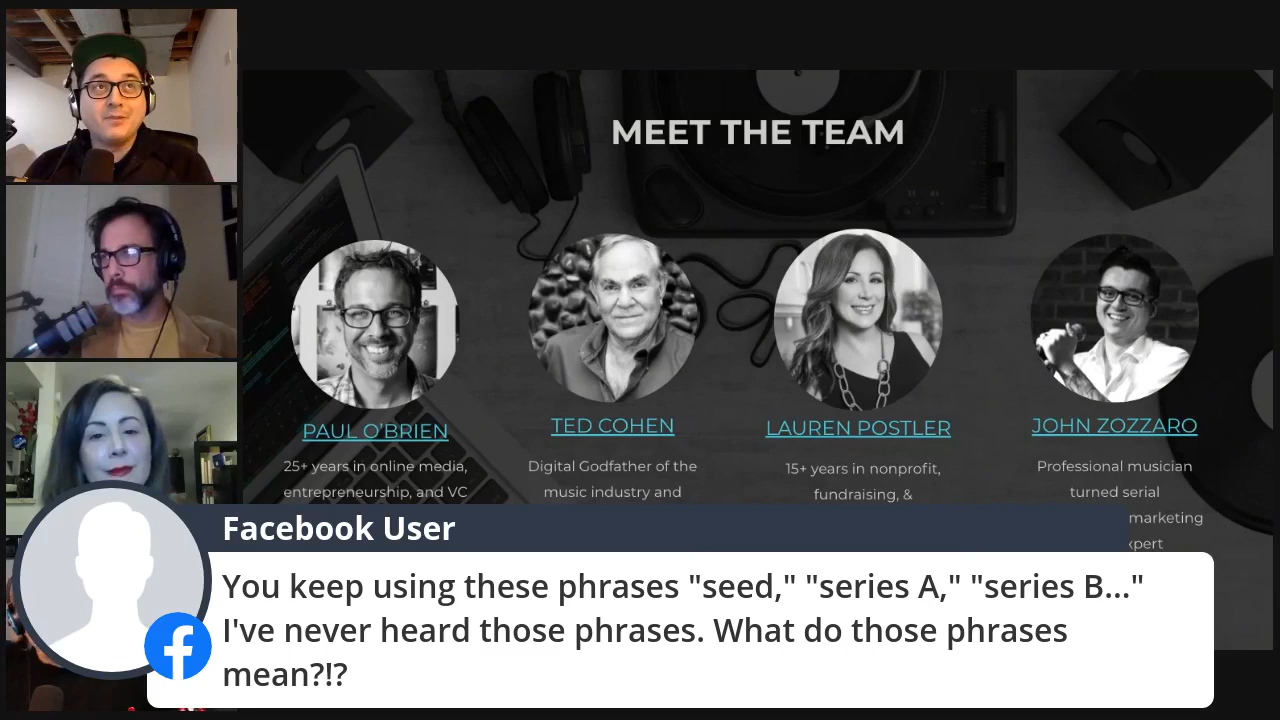 MEET THE TEAM
PAUL O'BRIEN
25+ years in online media,
entrepreneurship, and VC
TED COHEN
Digital Godfather of the
music industry and
LAUREN POSTLER
15+ years in nonprofit,
fundraising, &
JOHN ZOZZARO
Professional musician
turned serial
marketing
Facebook User
You keep using these phrases "seed," "series A," "series B..."
I've never heard those phrases. What do those phrases
mean?!?